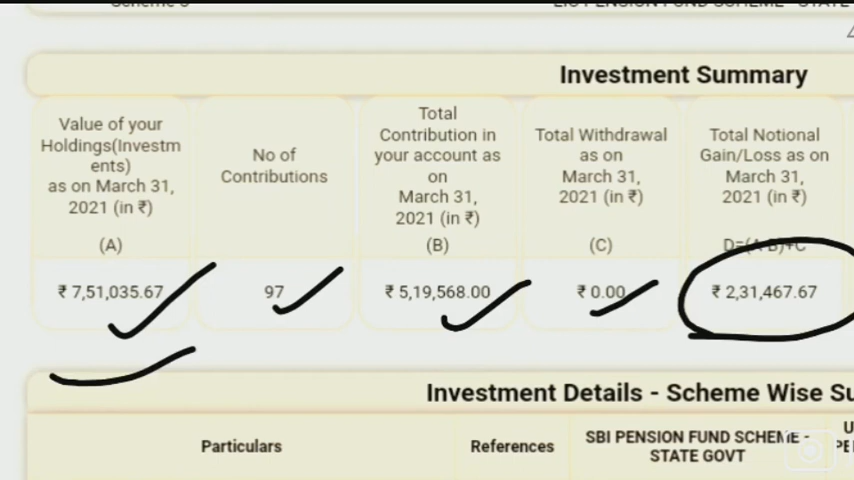 Investment Summary
Value of your
Holdings(Investm
ents)
as on March 31,
2021 (in ₹)
(A)
No of
Contributions
Total
Contribution in
your account as
on
March 31,
2021 (in ₹)
(B)
Total Withdrawal
as on
March 31,
2021 (in ₹)
(C)
Total Notional
Gain/Loss as on
March 31,
2021 (in ₹)
D=(A-B)+C
₹ 7,51,035.67
97
₹ 5,19,568.00
₹ 0.00
₹ 2,31,467.67
Investment Details - Scheme Wise Su
Particulars
References
SBI PENSION FUND SCHEME -
STATE GOVT